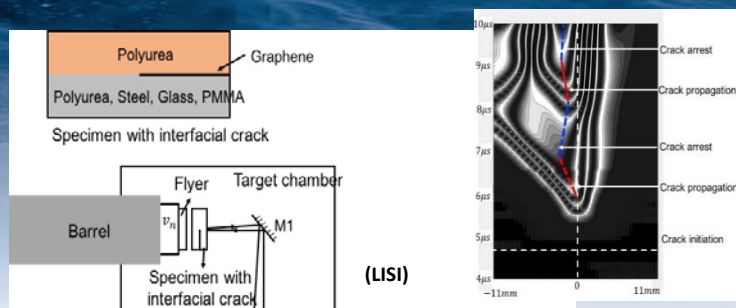 Polyurea
Graphene
Polyurea, Steel, Glass, PMMA
Specimen with interfacial crack
Flyer
Target chamber
vₙ
M1
Barrel
Specimen with
interfacial crack
(LISI)
10μs
9μs
8μs
7μs
6μs
5μs
4μs
−11mm
0
11mm
Crack arrest
Crack propagation
Crack arrest
Crack propagation
Crack initiation